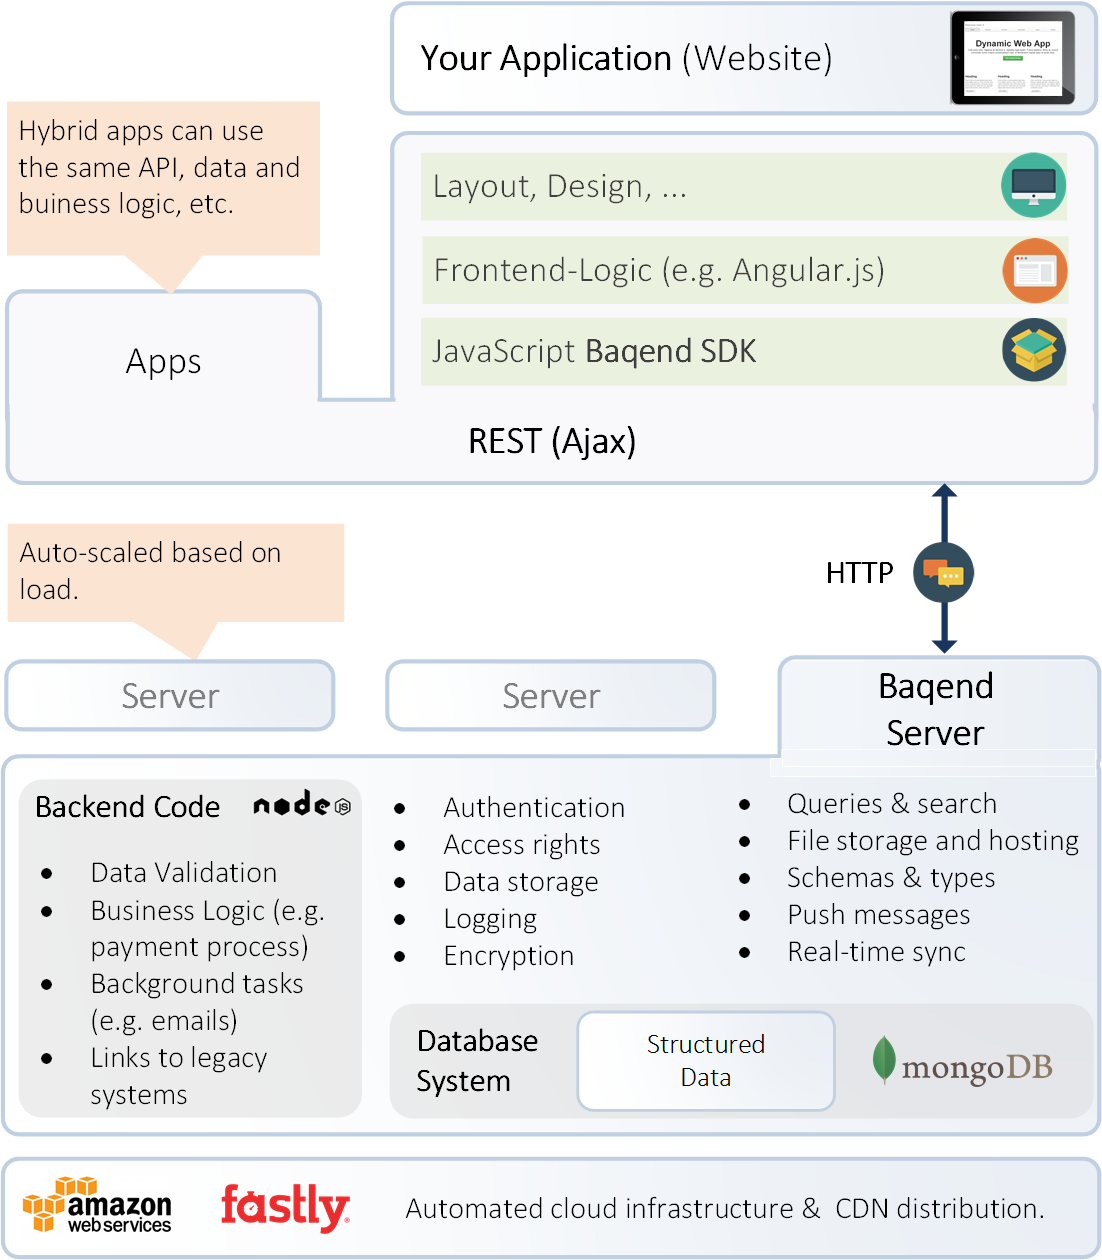 Your Application (Website)
Dynamic Web App
Heading
Heading
Heading
Hybrid apps can use
the same API, data and
buiness logic, etc.
Layout, Design, ...
Frontend-Logic (e.g. Angular.js)
JavaScript Baqend SDK
Apps
REST (Ajax)
Auto-scaled based on
load.
HTTP
Server
Server
Baqend
Server
Backend Code
node JS
• Data Validation
• Business Logic (e.g.
payment process)
• Background tasks
(e.g. emails)
• Links to legacy
systems
• Authentication
• Access rights
• Data storage
• Logging
• Encryption
• Queries & search
• File storage and hosting
• Schemas & types
• Push messages
• Real-time sync
Database
System
Structured
Data
mongoDB
amazon
web services
fastly
Automated cloud infrastructure & CDN distribution.